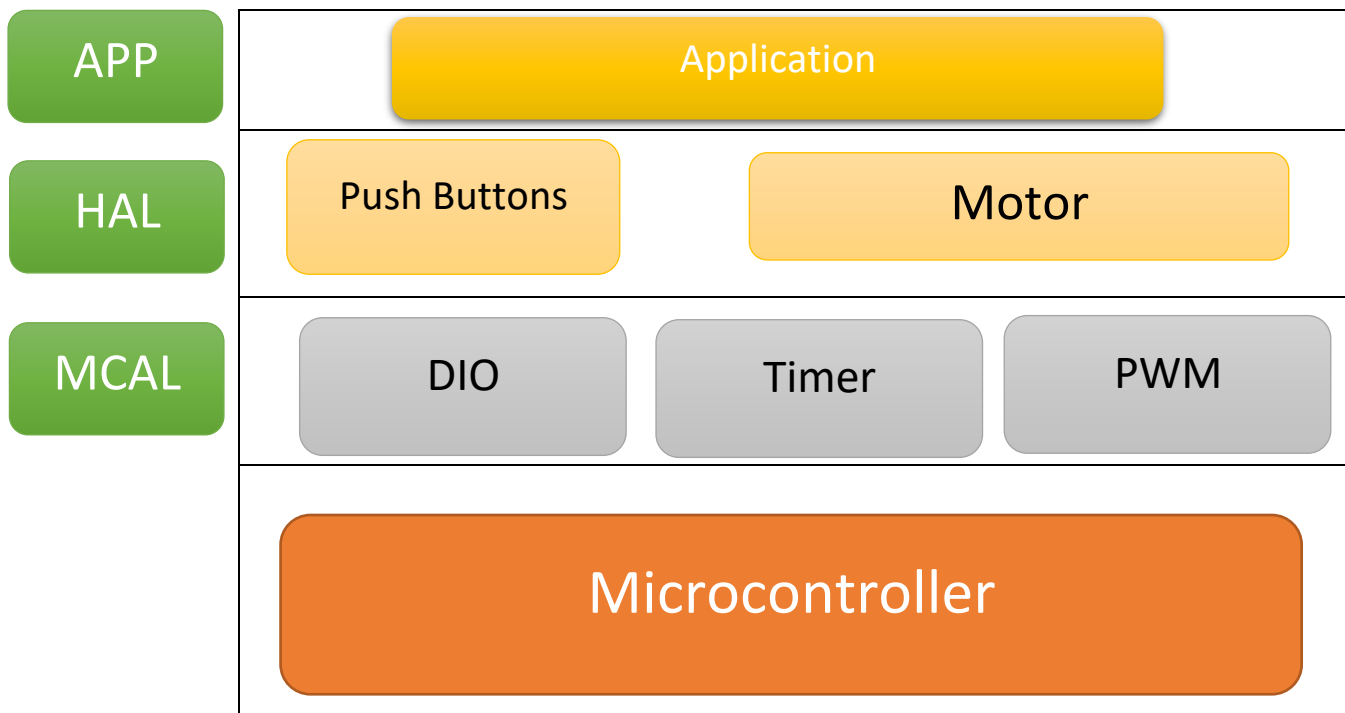 APP
Application
HAL
Push Buttons
Motor
MCAL
DIO
Timer
PWM
Microcontroller